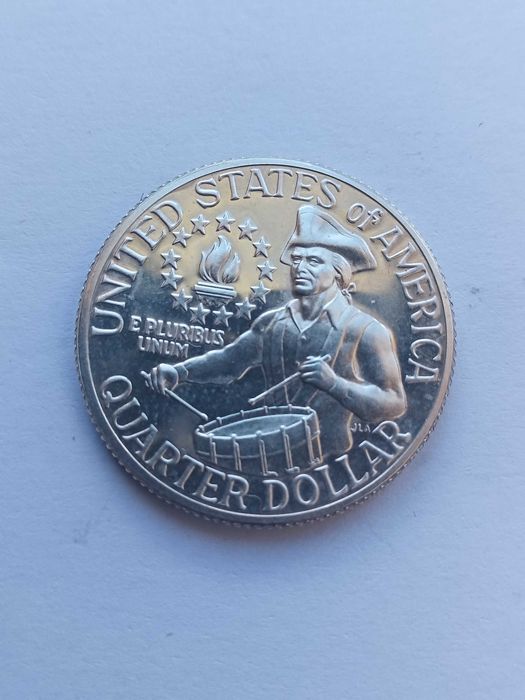 UNITED STATES of AMERICA
E PLURIBUS
UNUM
JLA
QUARTER DOLLAR